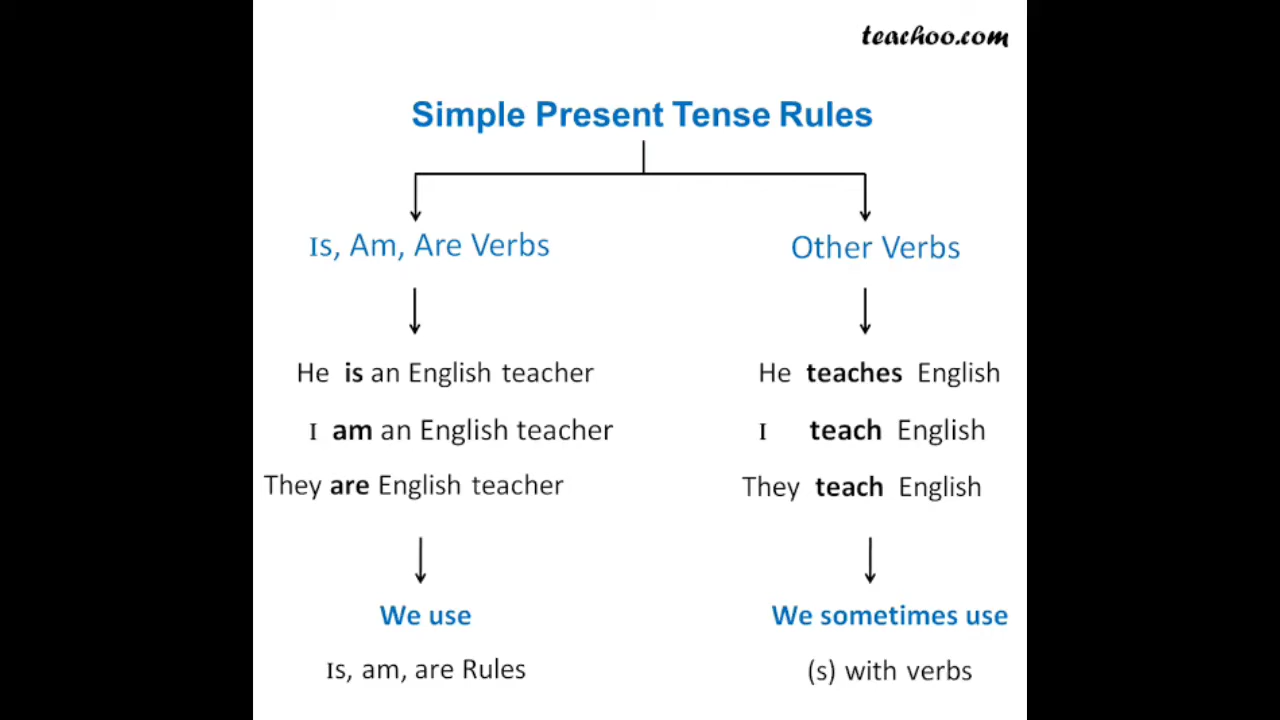 teachoo.com
Simple Present Tense Rules
Is, Am, Are Verbs
He is an English teacher
I am an English teacher
They are English teacher
We use
Is, am, are Rules
Other Verbs
He teaches English
I teach English
They teach English
We sometimes use
(s) with verbs